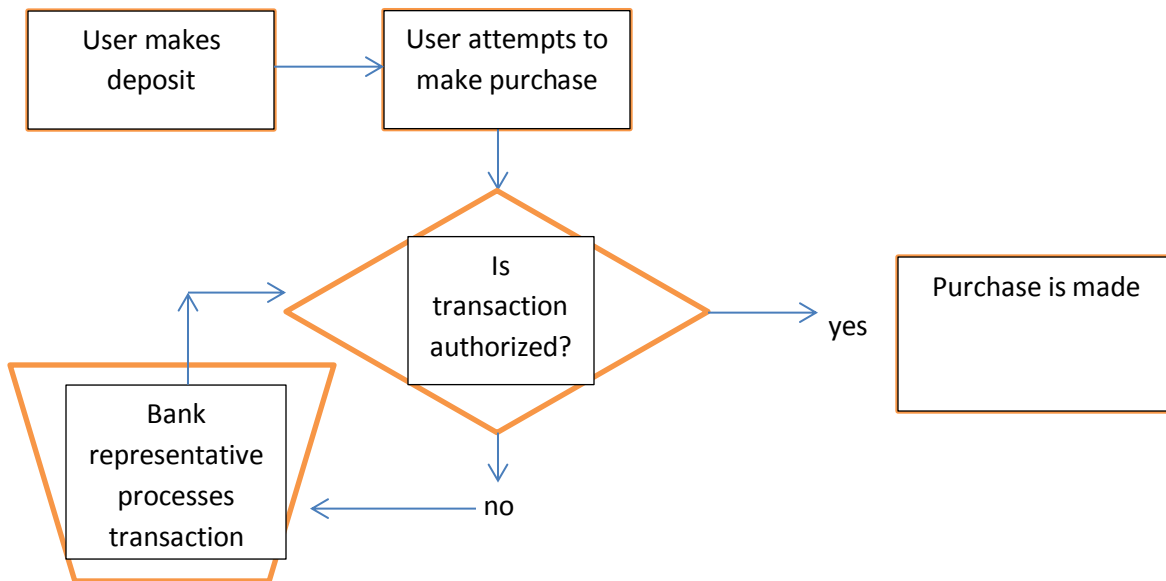 User makes
deposit
User attempts to
make purchase
Is
transaction
authorized?
yes
Purchase is made
no
Bank
representative
processes
transaction